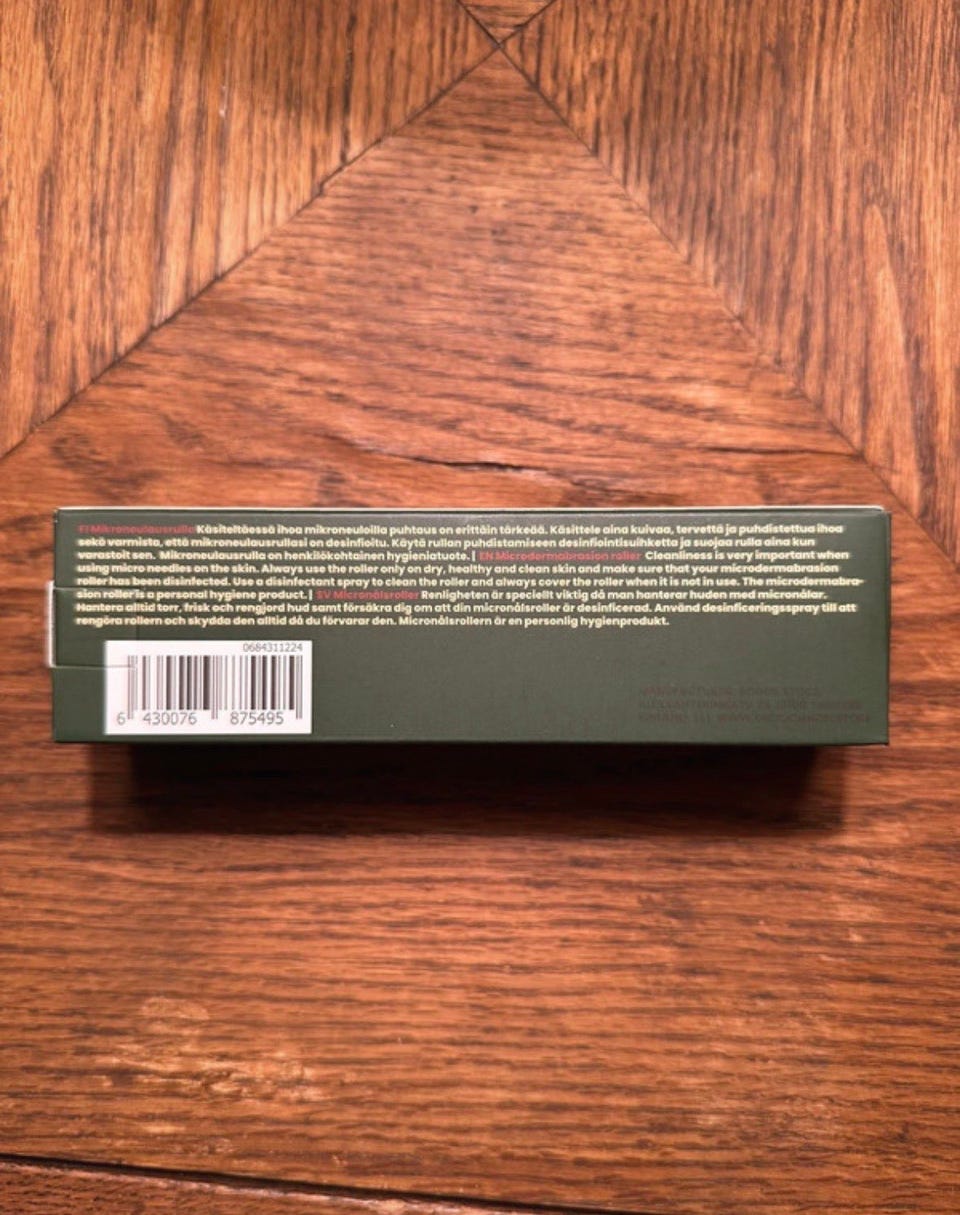 FI Mikroneulausrulla Käsiteltäessä ihoa mikroneuloilla puhtaus on erittäin tärkeää. Käsittele aina kuivaa, tervettä ja puhdistettua ihoa
sekä varmista, että mikroneulausrullasi on desinfioitu. Käytä rullan puhdistamiseen desinfiointisuihketta ja suojaa rulla aina kun
varastoit sen. Mikroneulausrulla on henkilökohtainen hygieniatuote. | EN Microdermabrasion roller Cleanliness is very important when
using micro needles on the skin. Always use the roller only on dry, healthy and clean skin and make sure that your microdermabrasion
roller has been disinfected. Use a disinfectant spray to clean the roller and always cover the roller when it is not in use. The microdermabra-
sion roller is a personal hygiene product. | SV Micronålsroller Renligheten är speciellt viktig då man hanterar huden med micronålar.
Hantera alltid torr, frisk och rengjord hud samt försäkra dig om att din micronålsroller är desinficerad. Använd desinficeringsspray till att
rengöra rollern och skydda den alltid då du förvarar den. Micronålsrollern är en personlig hygienprodukt.
0684311224
6 430076 875495
MANUFACTURER: